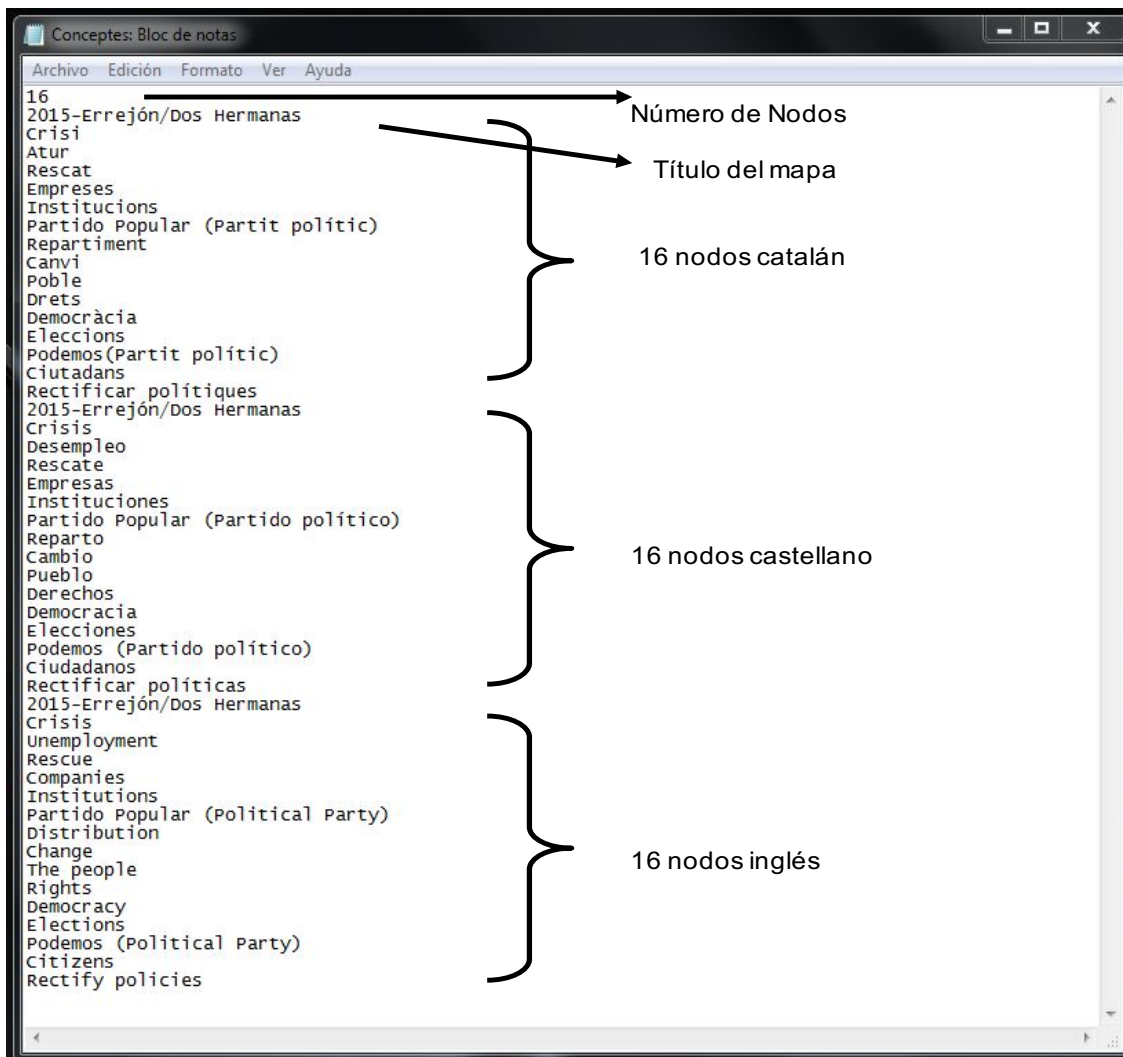 Conceptes: Bloc de notas
Archivo Edición Formato Ver Ayuda
16
Número de Nodos
2015-Errejón/Dos Hermanas
Título del mapa
Crisi
Atur
Rescat
Empreses
Institucions
Partido Popular (Partit polític)
Repartiment
16 nodos catalán
Canvi
Poble
Drets
Democràcia
Eleccions
Podemos(Partit polític)
Ciutadans
Rectificar polítiques
2015-Errejón/Dos Hermanas
Crisis
Desempleo
Rescate
Empresas
Instituciones
Partido Popular (Partido político)
Reparto
Cambio
16 nodos castellano
Pueblo
Derechos
Democracia
Elecciones
Podemos (Partido político)
Ciudadanos
Rectificar políticas
2015-Errejón/Dos Hermanas
Crisis
Unemployment
Rescue
Companies
Institutions
Partido Popular (Political Party)
Distribution
Change
The people
16 nodos inglés
Rights
Democracy
Elections
Podemos (Political Party)
Citizens
Rectify policies